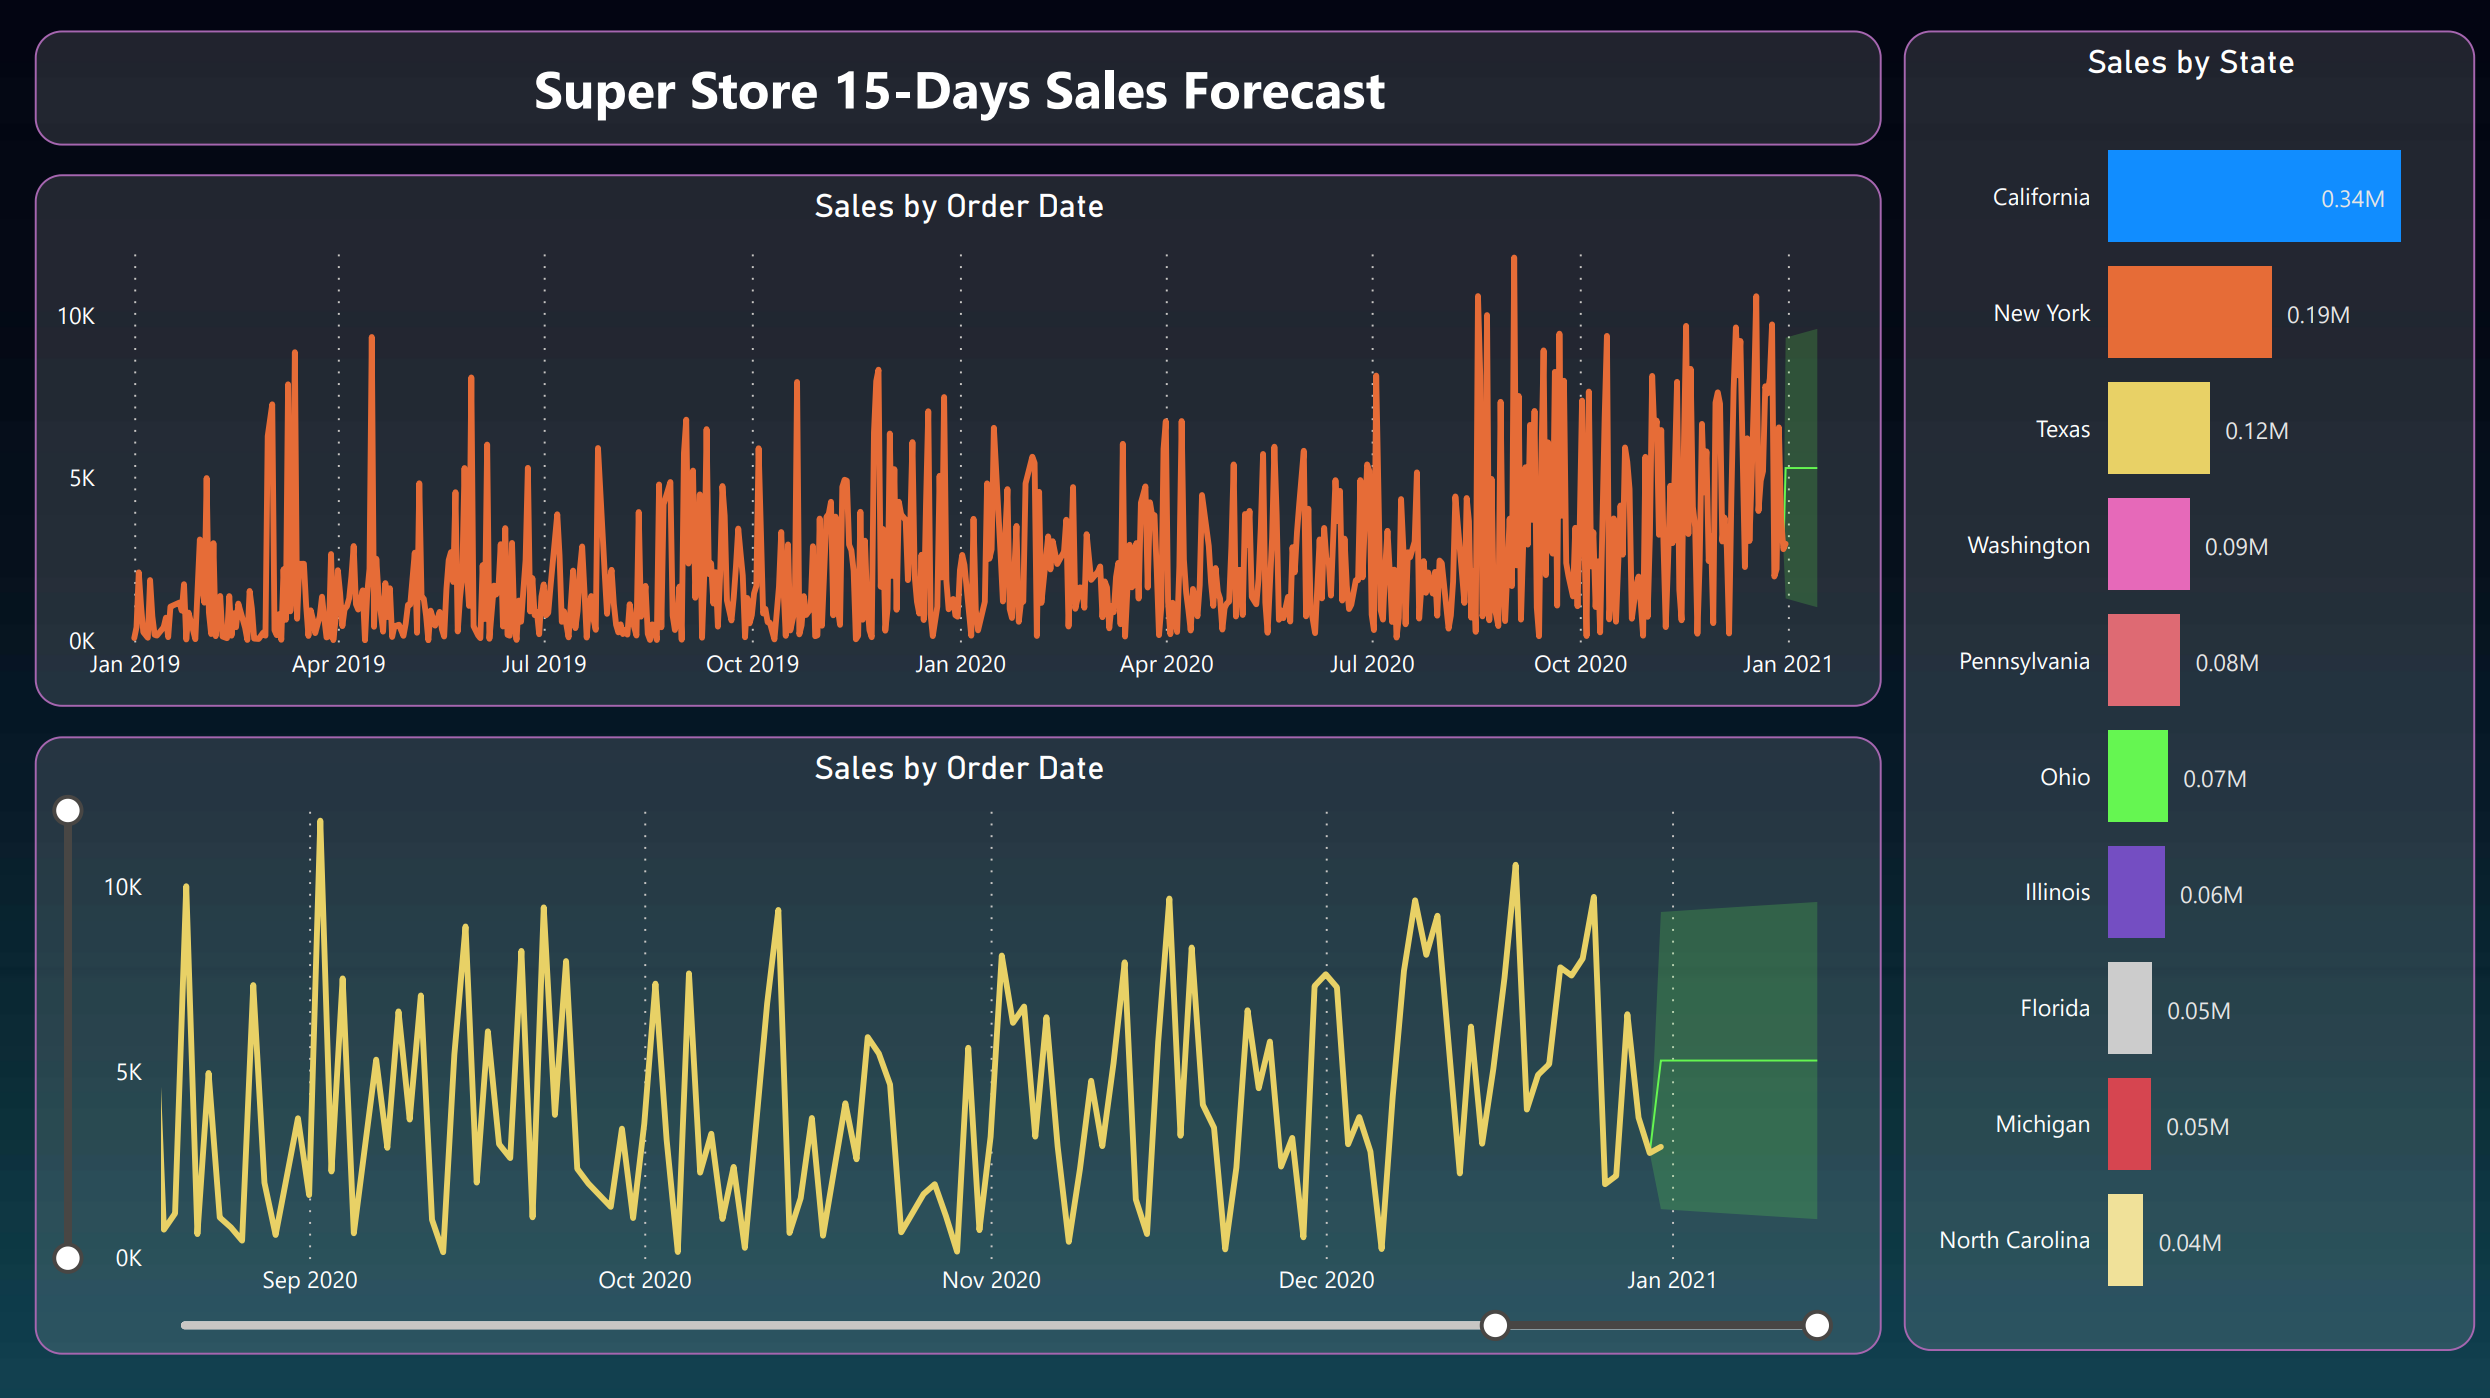 Super Store 15-Days Sales Forecast
Sales by Order Date
10K
5K
0K
Jan 2019 Apr 2019 Jul 2019 Oct 2019 Jan 2020 Apr 2020 Jul 2020 Oct 2020 Jan 2021
Sales by Order Date
10K
5K
0K
Sep 2020 Oct 2020 Nov 2020 Dec 2020 Jan 2021
Sales by State
California 0.34M
New York 0.19M
Texas 0.12M
Washington 0.09M
Pennsylvania 0.08M
Ohio 0.07M
Illinois 0.06M
Florida 0.05M
Michigan 0.05M
North Carolina 0.04M